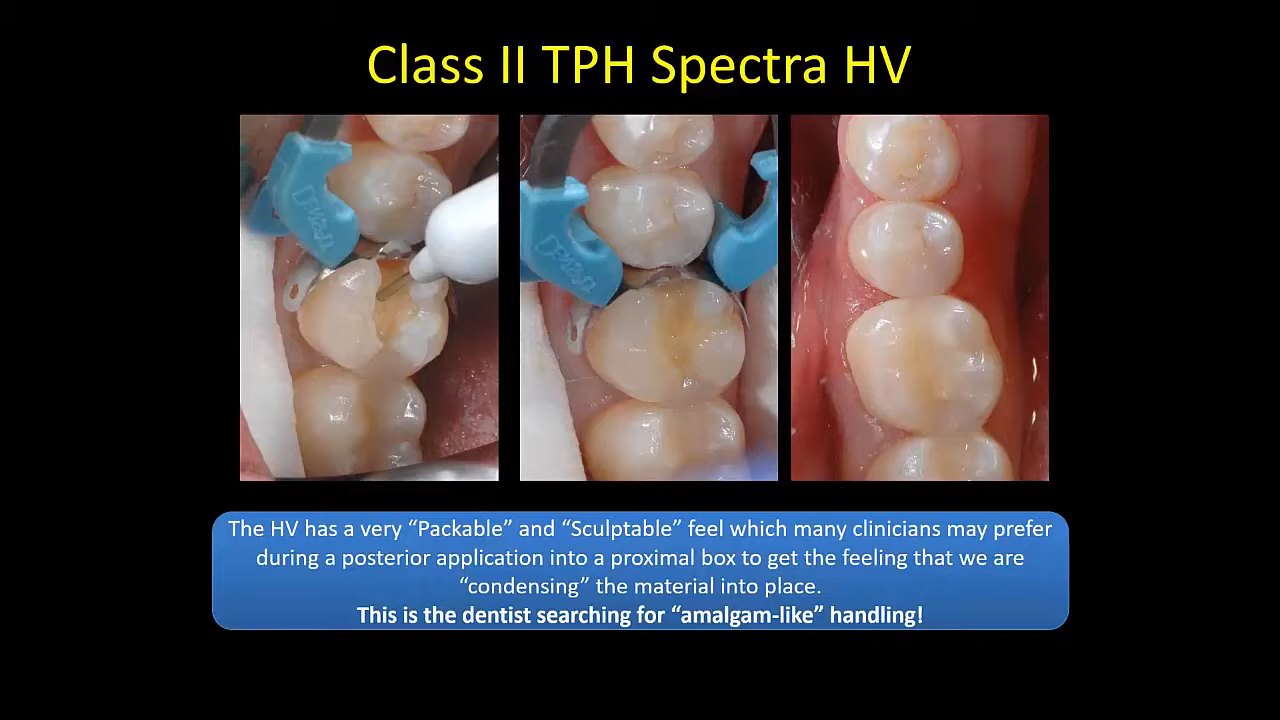 Class II TPH Spectra HV
The HV has a very “Packable” and “Sculptable” feel which many clinicians may prefer
during a posterior application into a proximal box to get the feeling that we are
“condensing” the material into place.
This is the dentist searching for “amalgam-like” handling!